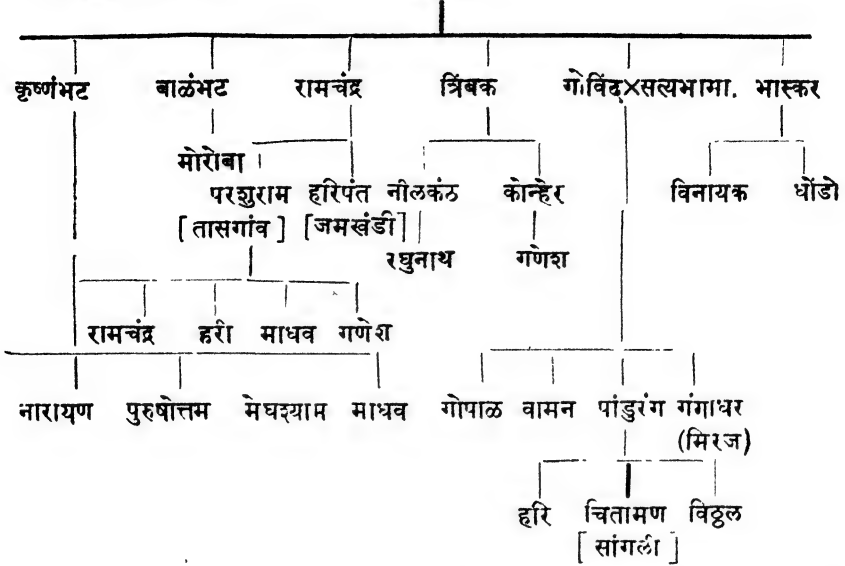 कृष्णंभट बाळंभट रामचंद्र त्रिंबक गोविंद×सत्यभामा. भास्कर
मोरोबा
परशुराम हरिपंत नीलकंठ कोन्हेर विनायक धोंडो
[तासगांव] [जमखंडी]
रघुनाथ गणेश
रामचंद्र हरी माधव गणेश
नारायण पुरुषोत्तम मेघश्याम माधव गोपाळ वामन पांडुरंग गंगाधर
(मिरज)
हरि चिंतामण विठ्ठल
[सांगली]